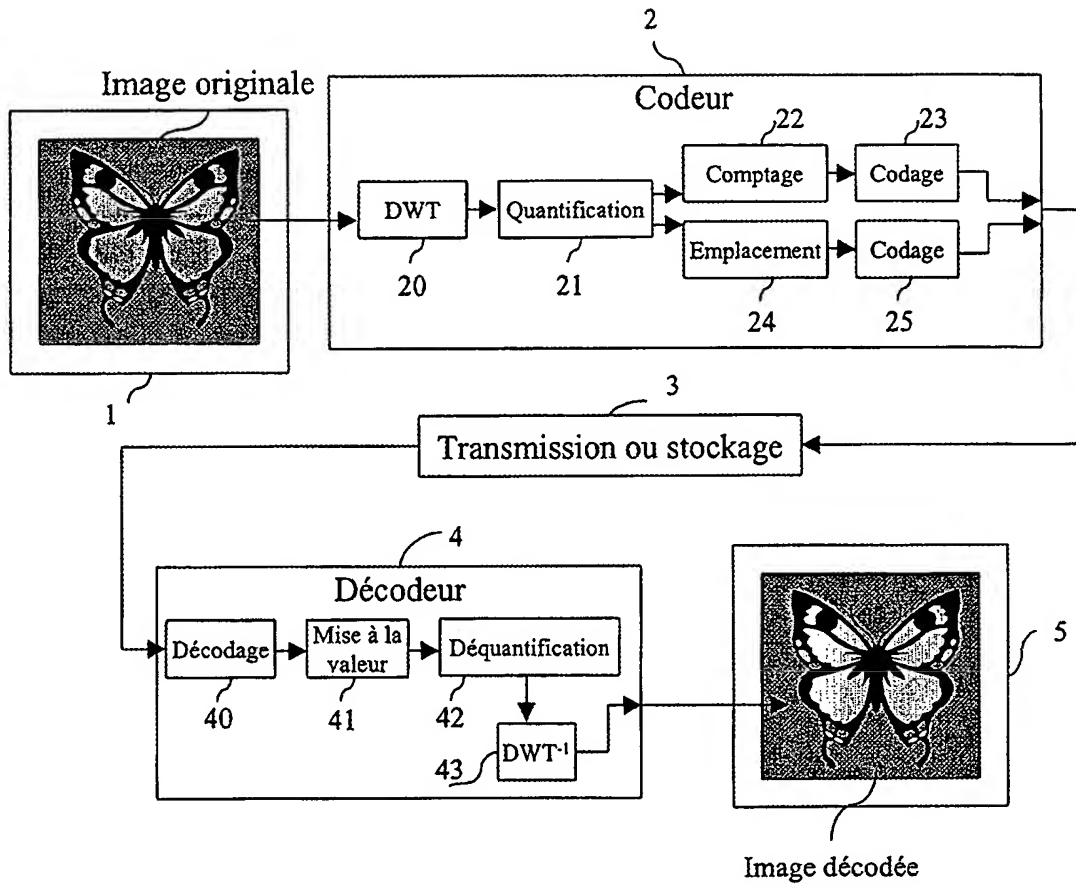 2
Image originale
Codeur
22
23
Comptage
Codage
DWT
Quantification
Emplacement
Codage
20
21
24
25
1
3
Transmission ou stockage
4
Décodeur
Décodage
Mise à la
valeur
Déquantification
5
40
41
42
DWT-1
43
Image décodée